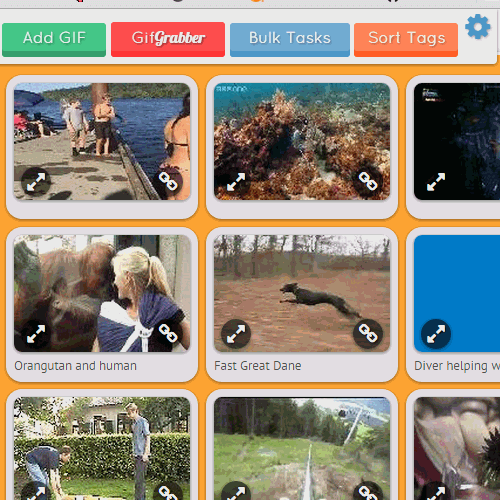 Add GIF
GifGrabber
Bulk Tasks
Sort Tags
Orangutan and human
Fast Great Dane
Diver helping w